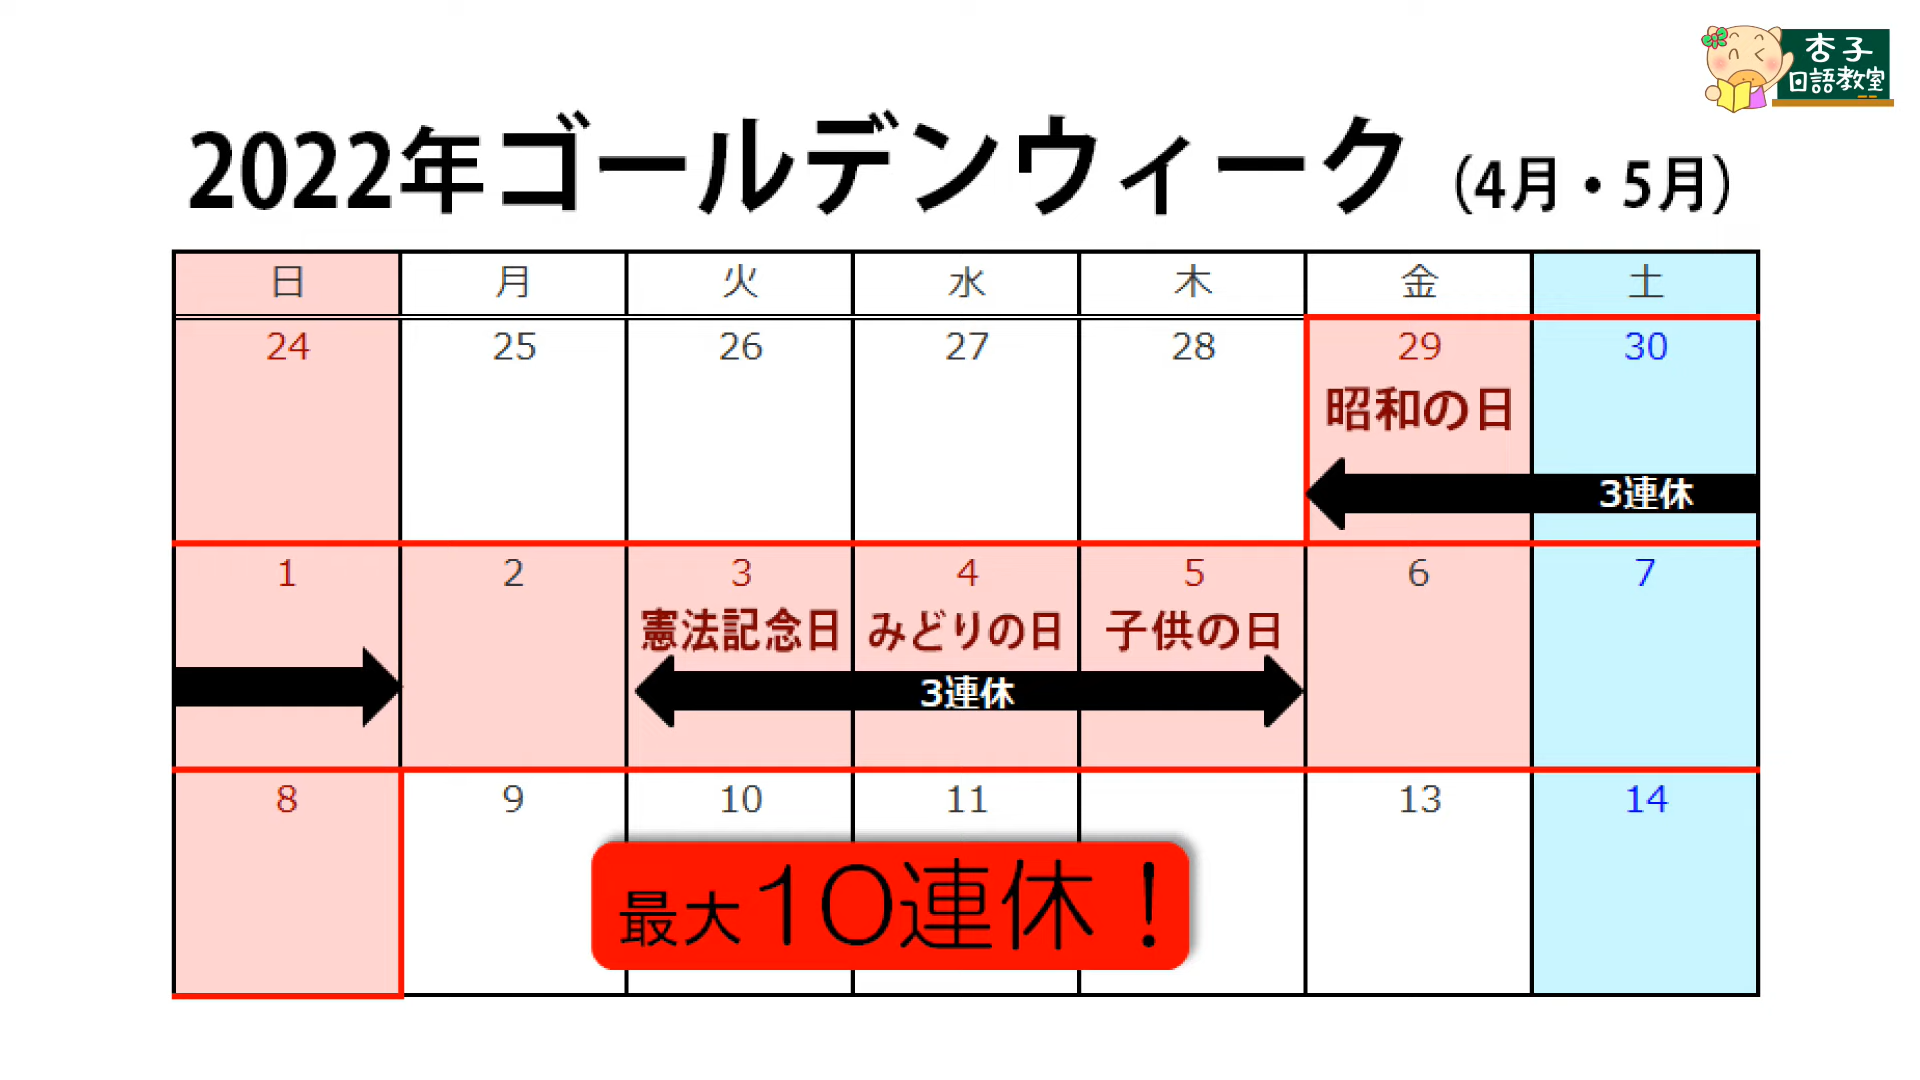 杏子
日語教室
2022年ゴールデンウィーク (4月・5月)
日 月 火 水 木 金 土
24 25 26 27 28 29 30
昭和の日
3連休
1 2 3 4 5 6 7
憲法記念日 みどりの日 子供の日
3連休
8 9 10 11 13 14
最大10連休！